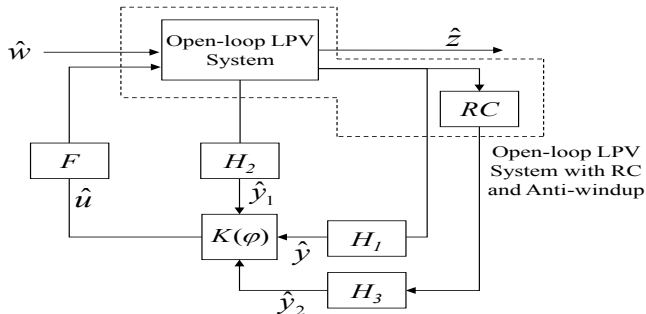 Open-loop LPV
System
ŵ
ẑ
RC
F
H₂
Open-loop LPV
System with RC
and Anti-windup
û
ŷ₁
K(φ)
ŷ
H₁
ŷ₂
H₃